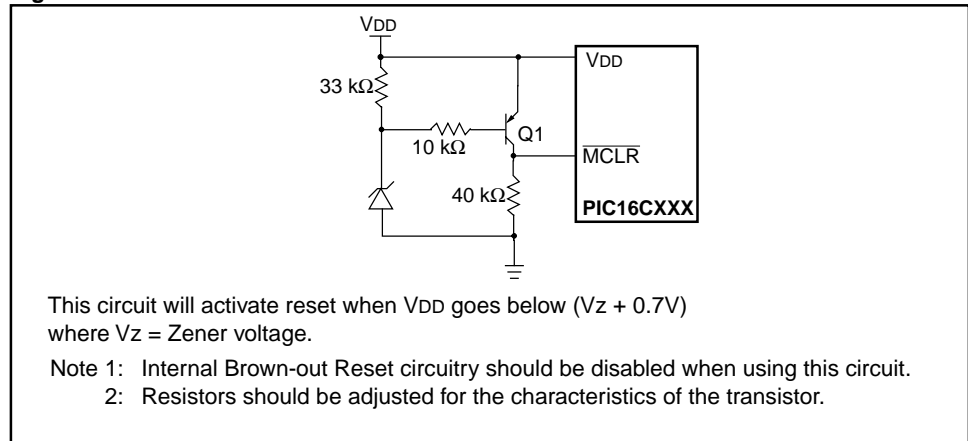 VDD
33 kΩ
10 kΩ
Q1
40 kΩ
VDD
MCLR
PIC16CXXX
This circuit will activate reset when VDD goes below (Vz + 0.7V)
where Vz = Zener voltage.
Note 1: Internal Brown-out Reset circuitry should be disabled when using this circuit.
2: Resistors should be adjusted for the characteristics of the transistor.